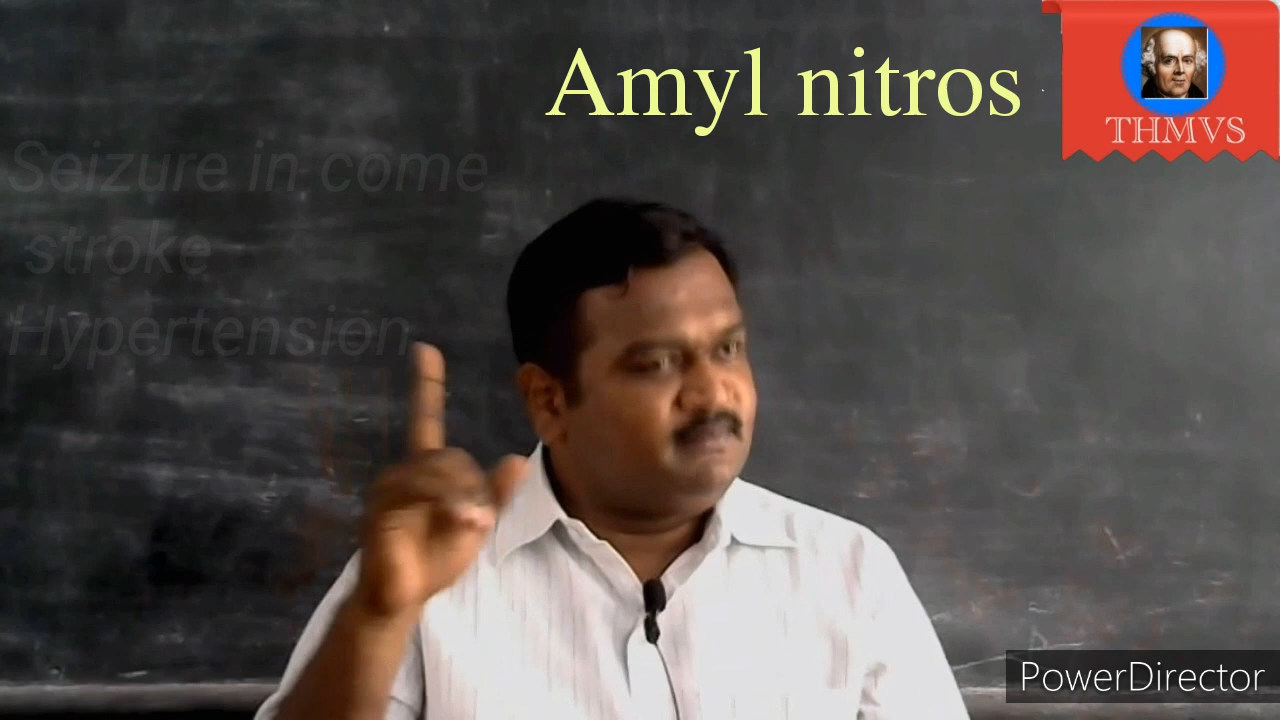 Amyl nitros
THMVS
Seizure in come
stroke
Hypertension
PowerDirector